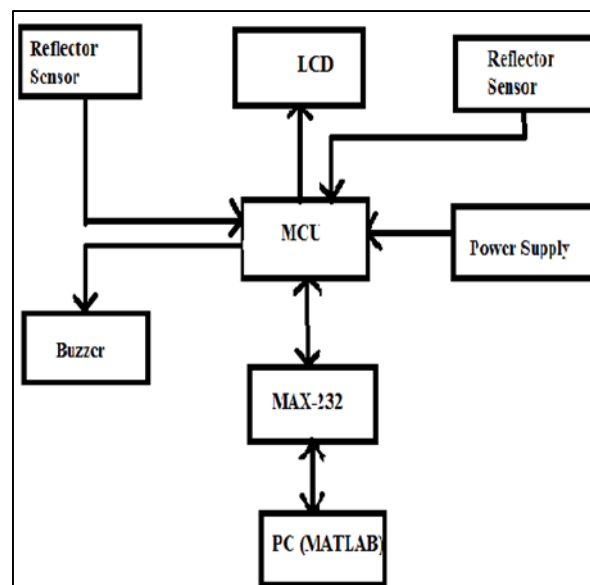 Reflector
Sensor
LCD
Reflector
Sensor
MCU
Power Supply
Buzzer
MAX-232
PC (MATLAB)